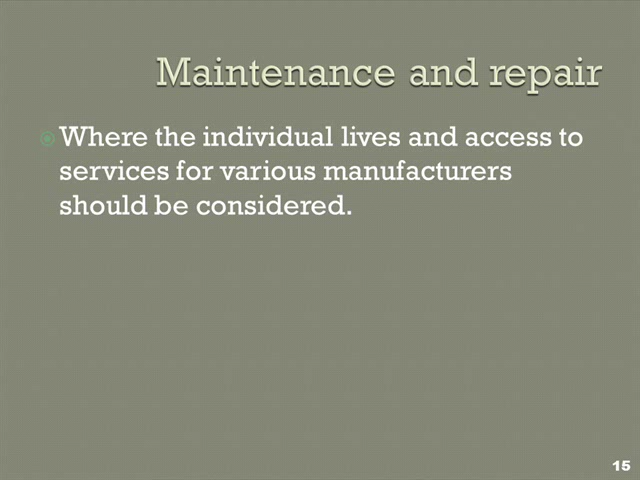 Maintenance and repair
Where the individual lives and access to
services for various manufacturers
should be considered.
15